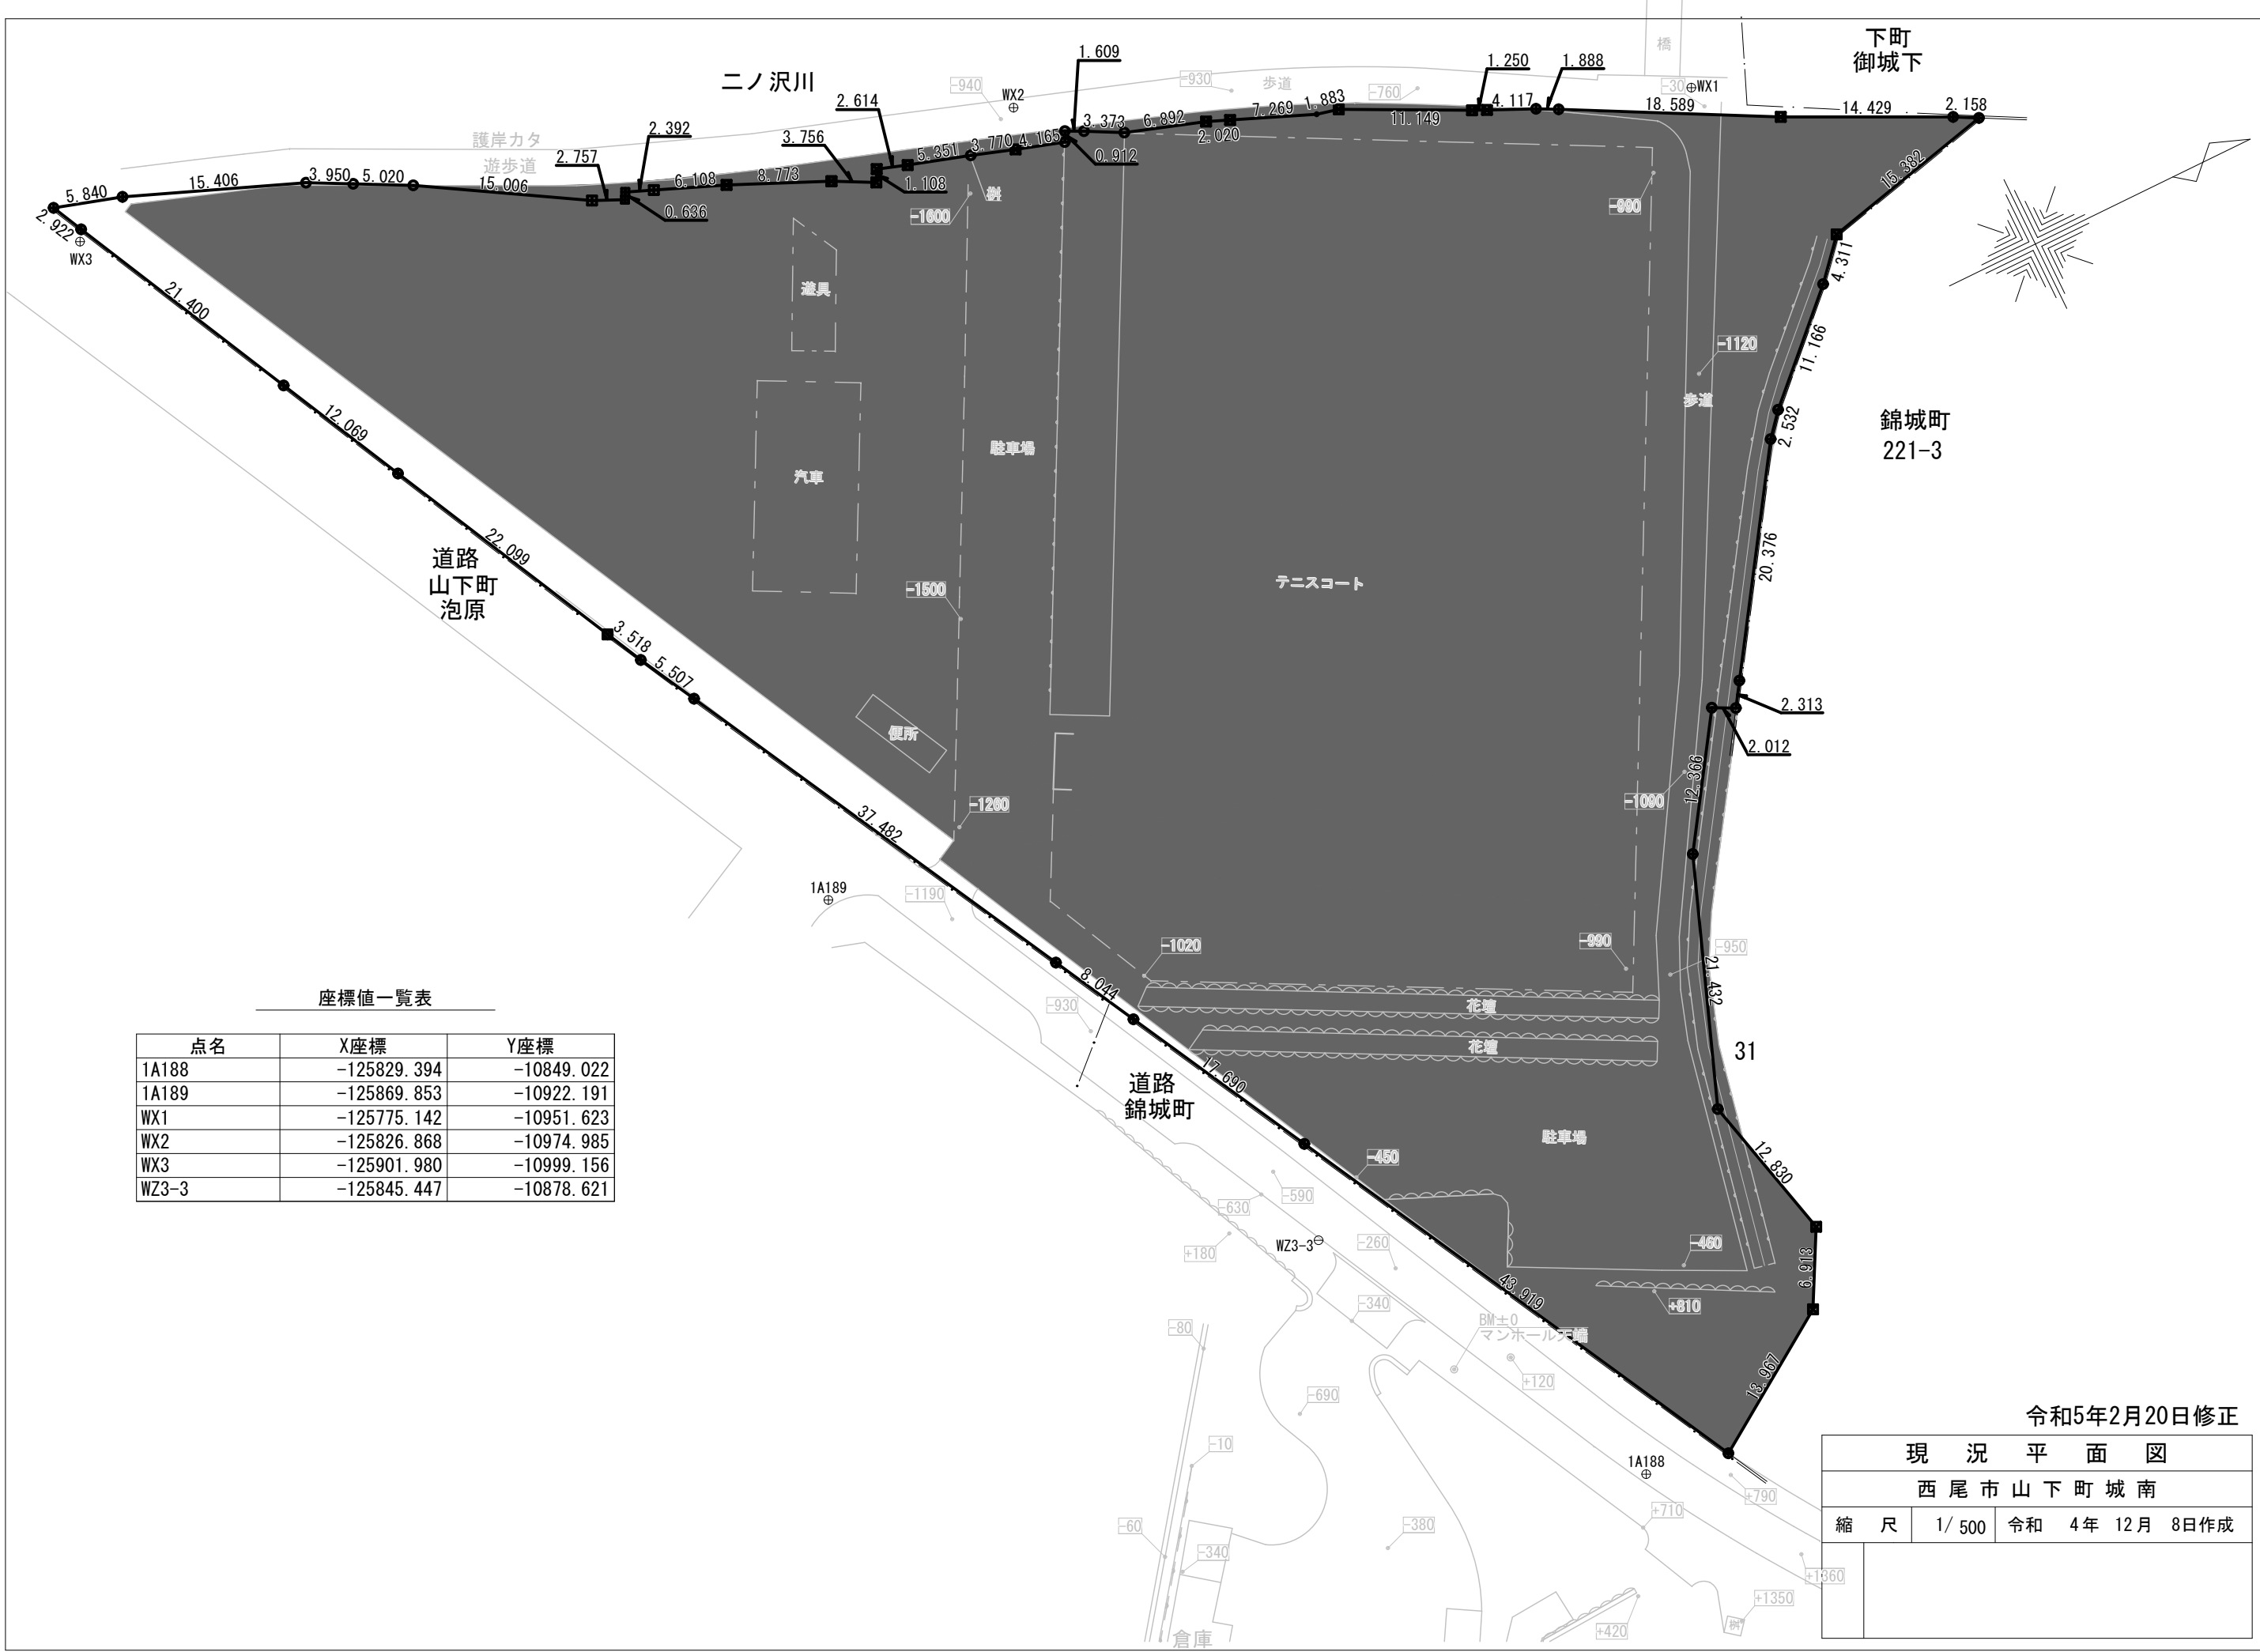 橋
下町
御城下
1.609
1.250
1.888
-30
WX1
二ノ沢川
-940
WX2
-930
歩道
-760
18.589
14.429
2.158
2.614
4.117
11.149
1.883
7.269
2.020
6.892
3.373
0.912
護岸カタ
遊歩道
2.392
3.756
5.351
3.770
4.165
2.757
15.406
3.950
5.020
15.006
6.108
8.773
1.108
0.636
5.840
2.922
WX3
-1600
桝
-990
15.382
4.311
遊具
21.400
-1120
11.166
歩道
2.532
錦城町
221-3
12.069
駐車場
汽車
22.099
道路
山下町
泡原
テニスコート
-1500
20.376
3.518
5.507
便所
2.313
2.012
-1260
-1090
12.366
37.482
1A189
-1190
-1020
-990
-950
21.432
8.044
-930
花壇
花壇
31
座標値一覧表
点名 X座標 Y座標
1A188 -125829.394 -10849.022
1A189 -125869.853 -10922.191
WX1 -125775.142 -10951.623
WX2 -125826.868 -10974.985
WX3 -125901.980 -10999.156
WZ3-3 -125845.447 -10878.621
道路
錦城町
17.690
駐車場
-450
12.830
-590
-630
+180
WZ3-3
-260
-460
6.913
43.919
-340
+810
-80
BM±0
マンホール天端
+120
-690
13.967
-10
令和5年2月20日修正
現況平面図
西尾市山下町城南
縮尺 1/500 令和 4年 12月 8日作成
1A188
+790
+710
-60
-380
-340
+1360
+1350
桝
+420
倉庫